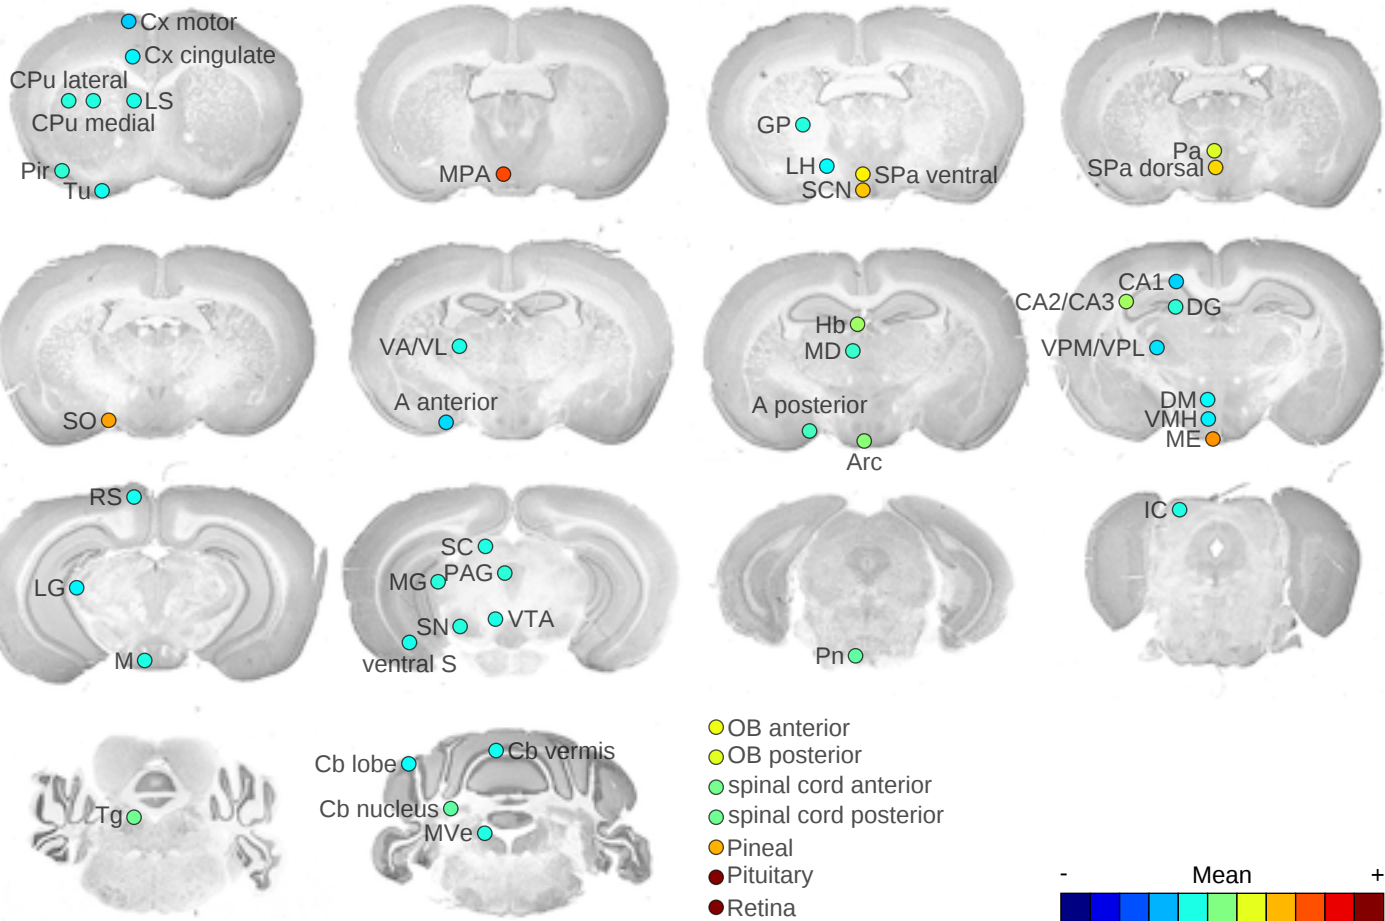 Cx motor
Cx cingulate
CPu lateral
LS
CPu medial
Pir
Tu
MPA
GP
LH
SPa ventral
SCN
Pa
SPa dorsal
SO
VA/VL
A anterior
Hb
MD
A posterior
Arc
CA1
CA2/CA3
DG
VPM/VPL
DM
VMH
ME
RS
LG
M
SC
MG
PAG
SN
VTA
ventral S
Pn
IC
Tg
Cb lobe
Cb vermis
Cb nucleus
MVe
OB anterior
OB posterior
spinal cord anterior
spinal cord posterior
Pineal
Pituitary
Retina
- Mean +